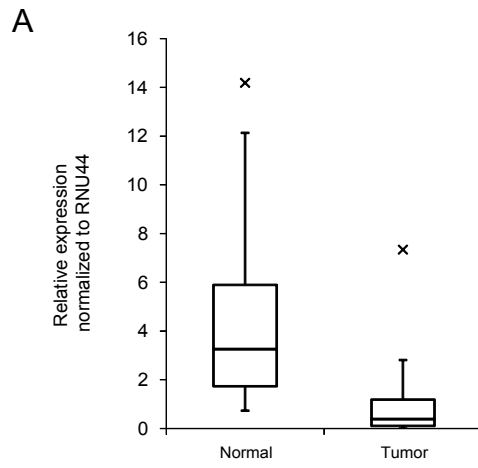 A
16
14
12
10
8
6
4
2
0
Relative expression
normalized to RNU44
Normal
Tumor